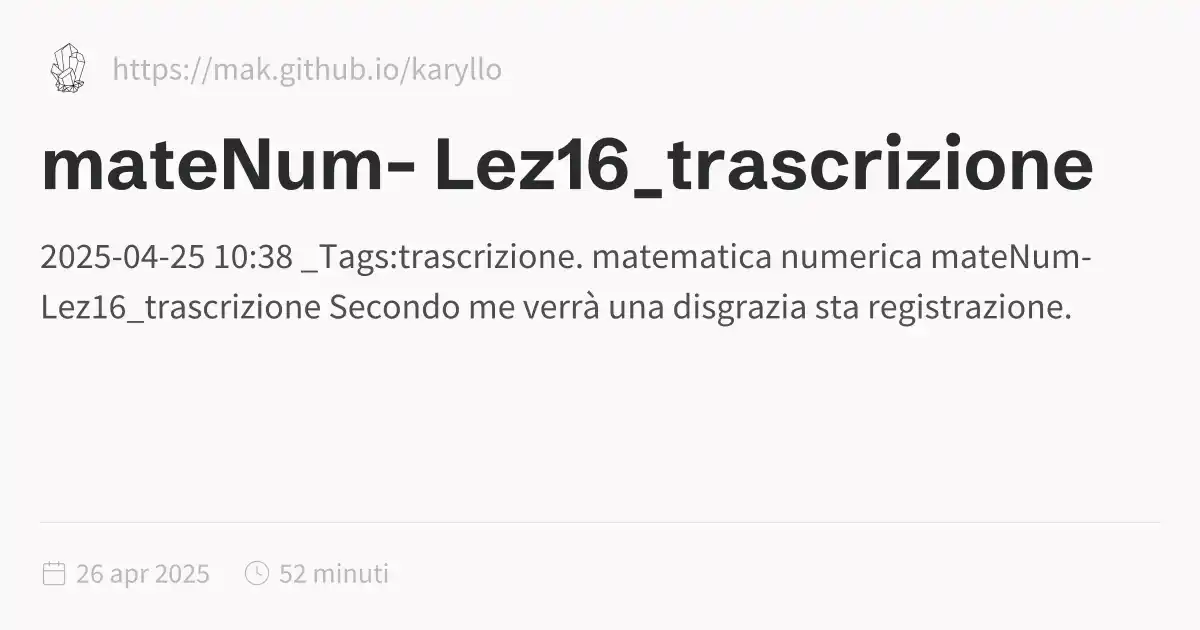 https://mak.github.io/karyllo
mateNum- Lez16_trascrizione
2025-04-25 10:38 _Tags:trascrizione. matematica numerica mateNum-
Lez16_trascrizione Secondo me verrà una disgrazia sta registrazione.
26 apr 2025 52 minuti